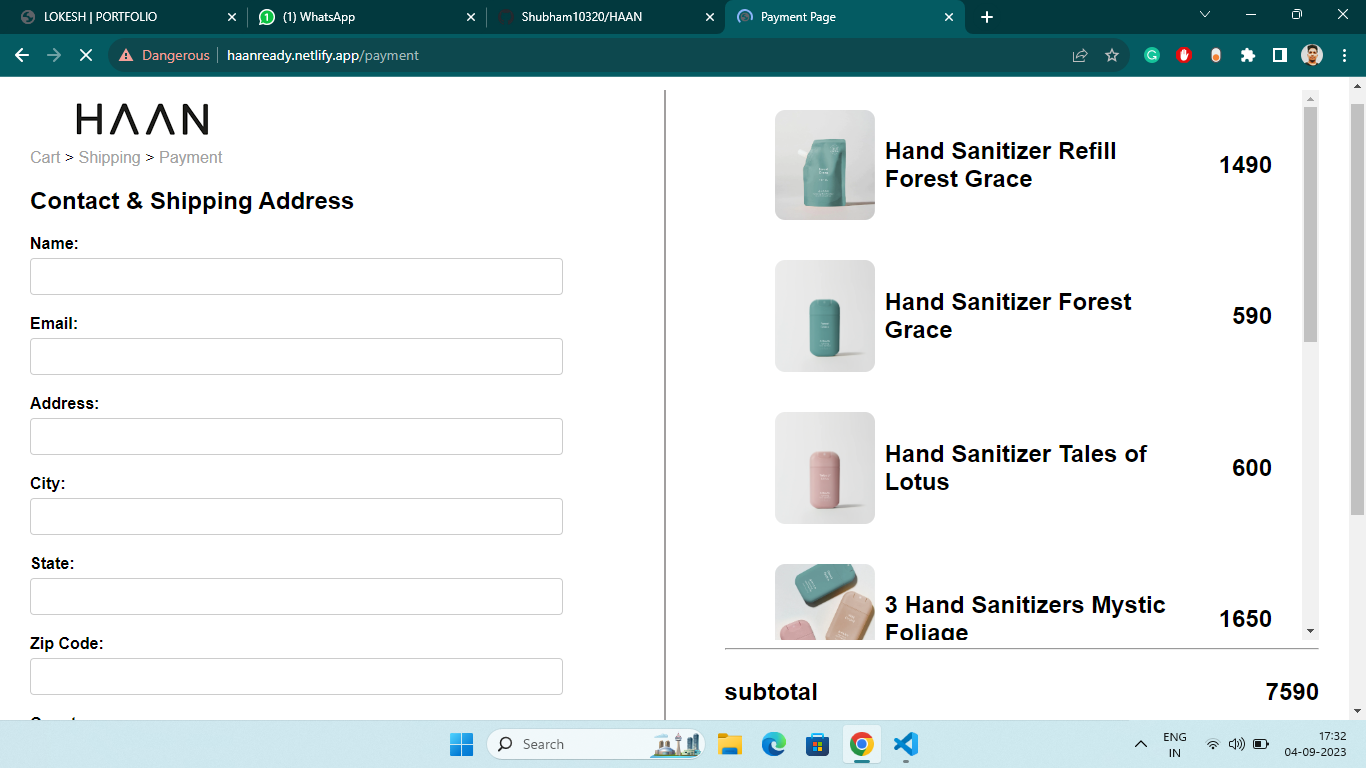 LOKESH | PORTFOLIO
(1) WhatsApp
Shubham10320/HAAN
Payment Page
Dangerous
haanready.netlify.app/payment
HAAN
Cart > Shipping > Payment
Contact & Shipping Address
Name:
Email:
Address:
City:
State:
Zip Code:
Hand Sanitizer Refill
Forest Grace
1490
Hand Sanitizer Forest
Grace
590
Hand Sanitizer Tales of
Lotus
600
3 Hand Sanitizers Mystic
Foliage
1650
subtotal
7590
Search
ENG
IN
17:32
04-09-2023